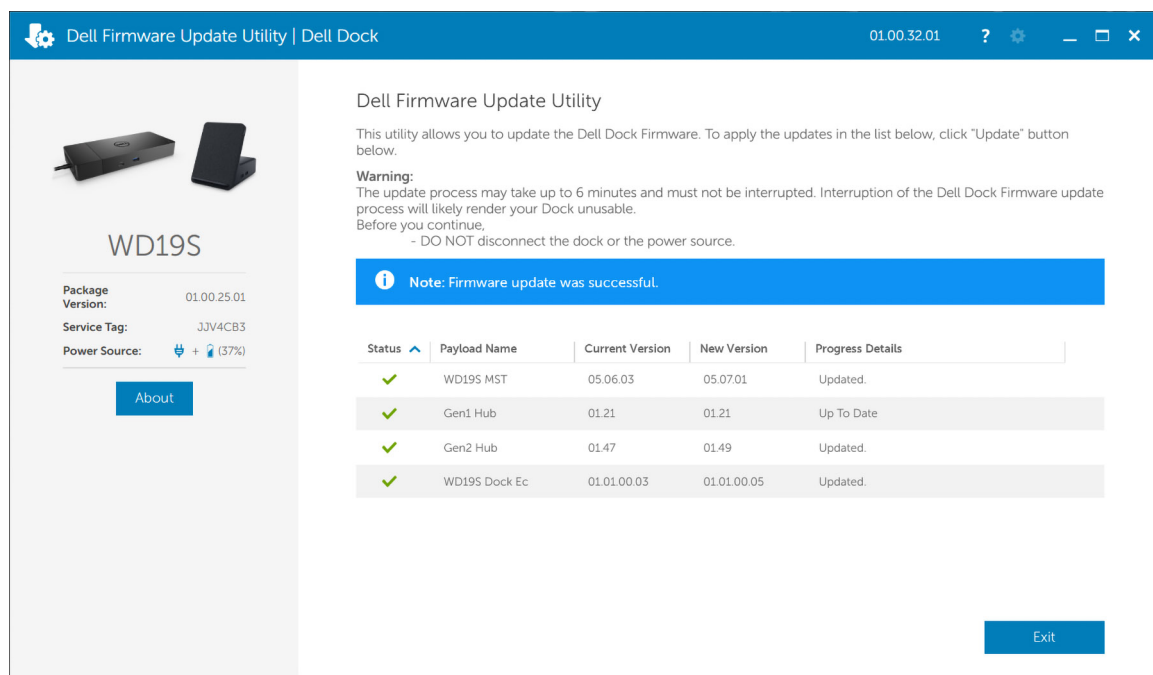 Dell Firmware Update Utility | Dell Dock
01.00.32.01
?
WD19S
Package Version: 01.00.25.01
Service Tag: JJV4CB3
Power Source: + (37%)
About
Dell Firmware Update Utility
This utility allows you to update the Dell Dock Firmware. To apply the updates in the list below, click "Update" button
below.
Warning:
The update process may take up to 6 minutes and must not be interrupted. Interruption of the Dell Dock Firmware update
process will likely render your Dock unusable.
Before you continue,
- DO NOT disconnect the dock or the power source.
Note: Firmware update was successful.
Status Payload Name Current Version New Version Progress Details
WD19S MST 05.06.03 05.07.01 Updated.
Gen1 Hub 01.21 01.21 Up To Date
Gen2 Hub 01.47 01.49 Updated.
WD19S Dock Ec 01.01.00.03 01.01.00.05 Updated.
Exit